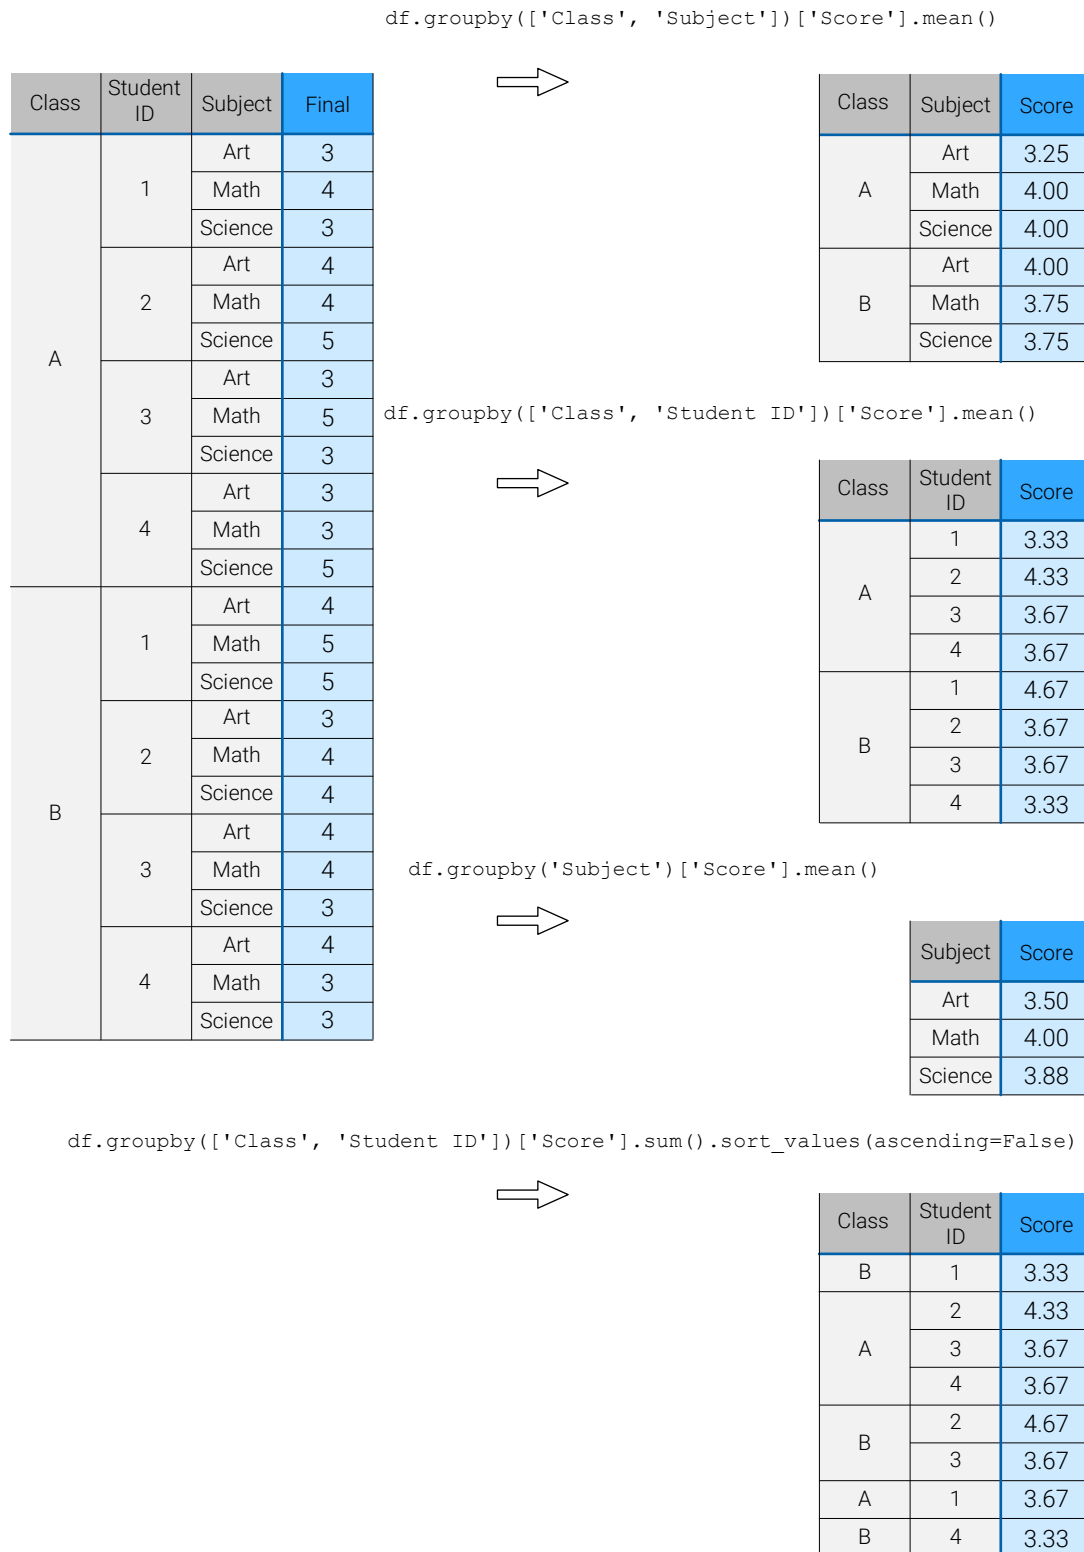 df.groupby(['Class', 'Subject'])['Score'].mean()
Class Student ID Subject Final
A 1 Art 3
Math 4
Science 3
2 Art 4
Math 4
Science 5
3 Art 3
Math 5
Science 3
4 Art 3
Math 3
Science 5
B 1 Art 4
Math 5
Science 5
2 Art 3
Math 4
Science 4
3 Art 4
Math 4
Science 3
4 Art 4
Math 3
Science 3
Class Subject Score
A Art 3.25
Math 4.00
Science 4.00
B Art 4.00
Math 3.75
Science 3.75
df.groupby(['Class', 'Student ID'])['Score'].mean()
Class Student ID Score
A 1 3.33
2 4.33
3 3.67
4 3.67
B 1 4.67
2 3.67
3 3.67
4 3.33
df.groupby('Subject')['Score'].mean()
Subject Score
Art 3.50
Math 4.00
Science 3.88
df.groupby(['Class', 'Student ID'])['Score'].sum().sort_values(ascending=False)
Class Student ID Score
B 1 3.33
A 2 4.33
3 3.67
4 3.67
B 2 4.67
3 3.67
A 1 3.67
B 4 3.33